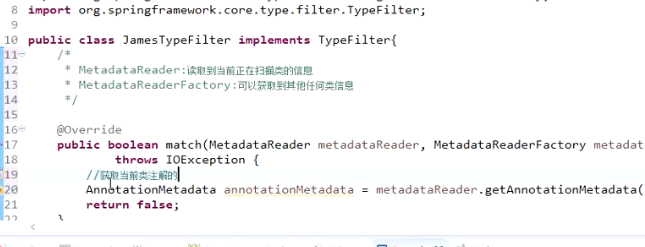 8 import org.springframework.core.type.filter.TypeFilter;
9
10 public class JamesTypeFilter implements TypeFilter{
11 /*
12 * MetadataReader:读取到当前正在扫描类的信息
13 * MetadataReaderFactory:可以获取到其他任何类信息
14 */
15
16 @Override
17 public boolean match(MetadataReader metadataReader, MetadataReaderFactory metadat
18 throws IOException {
19 //获取当前类注解的
20 AnnotationMetadata annotationMetadata = metadataReader.getAnnotationMetadata(
21 return false;
22 }